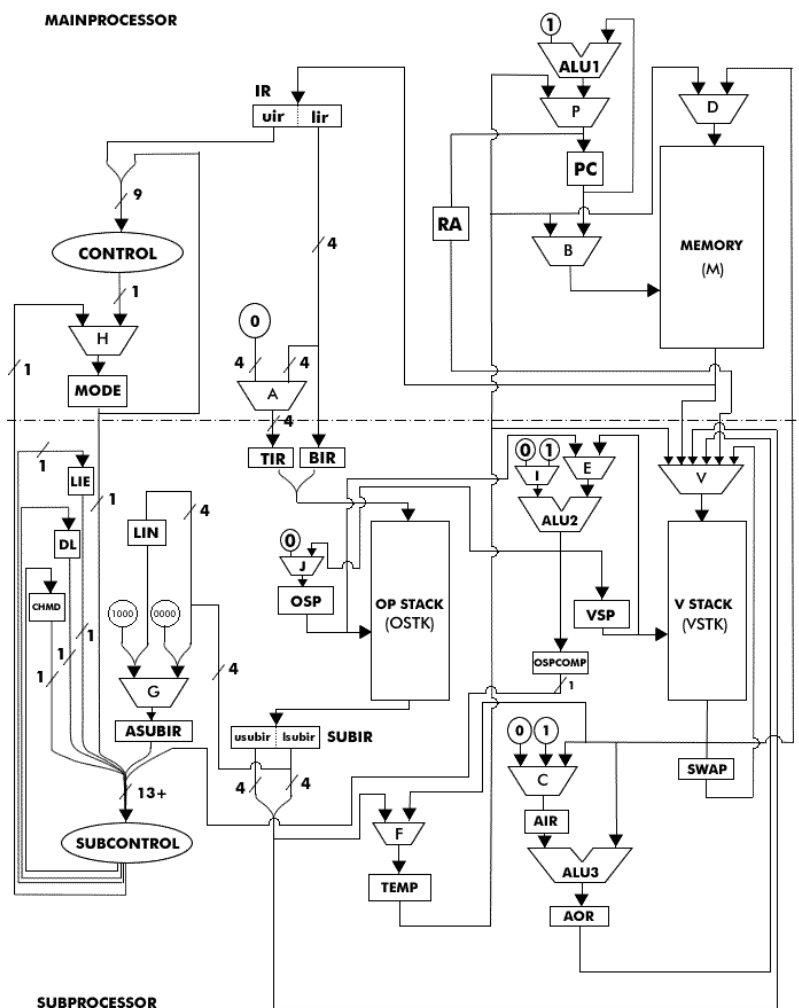 MAINPROCESSOR
1
ALU1
IR
uir lir
P
D
PC
9
RA
4
B
MEMORY
(M)
CONTROL
1
0
H
1
4 4
A
MODE
4
1
TIR BIR
0 1
LIE
I
E
V
1
4
LIN
ALU2
DL
0
J
OP STACK
(OSTK)
V STACK
(VSTK)
CHMD
1000 0000
OSP
VSP
1
1
1
OSPCOMP
4
1
G
ASUBIR
usubir lsubir
SUBIR
0 1
SWAP
C
4 4
13+
AIR
F
SUBCONTROL
ALU3
TEMP
AOR
SUBPROCESSOR